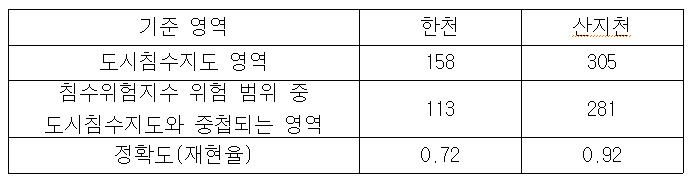 기준 영역 한천 산지천
도시침수지도 영역 158 305
침수위험지수 위험 범위 중
도시침수지도와 중첩되는 영역 113 281
정확도(재현율) 0.72 0.92